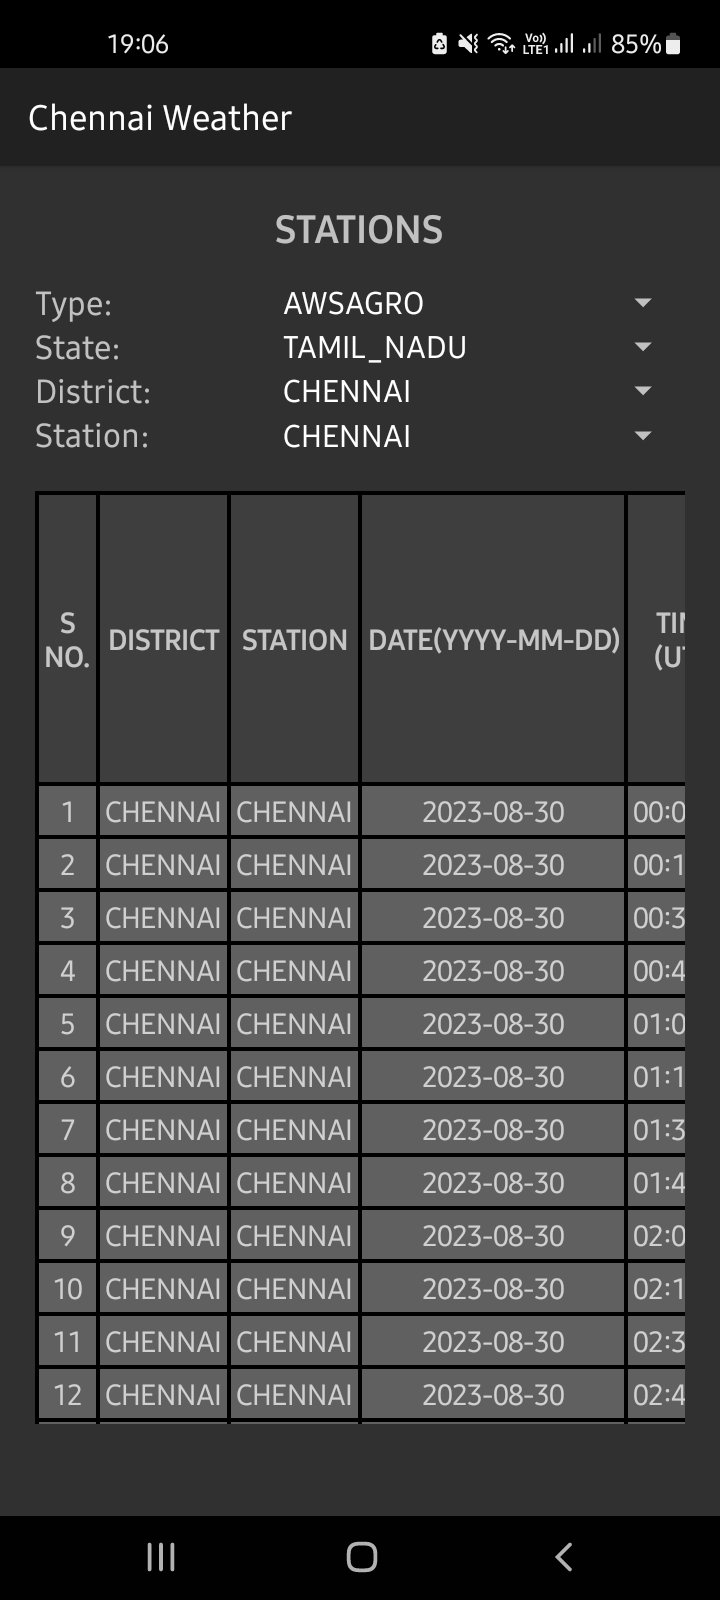 19:06 Vo)) LTE1 85%
Chennai Weather
STATIONS
Type: AWSAGRO
State: TAMIL_NADU
District: CHENNAI
Station: CHENNAI
S NO. DISTRICT STATION DATE(YYYY-MM-DD)
1 CHENNAI CHENNAI 2023-08-30 00:0
2 CHENNAI CHENNAI 2023-08-30 00:1
3 CHENNAI CHENNAI 2023-08-30 00:3
4 CHENNAI CHENNAI 2023-08-30 00:4
5 CHENNAI CHENNAI 2023-08-30 01:0
6 CHENNAI CHENNAI 2023-08-30 01:1
7 CHENNAI CHENNAI 2023-08-30 01:3
8 CHENNAI CHENNAI 2023-08-30 01:4
9 CHENNAI CHENNAI 2023-08-30 02:0
10 CHENNAI CHENNAI 2023-08-30 02:1
11 CHENNAI CHENNAI 2023-08-30 02:3
12 CHENNAI CHENNAI 2023-08-30 02:4